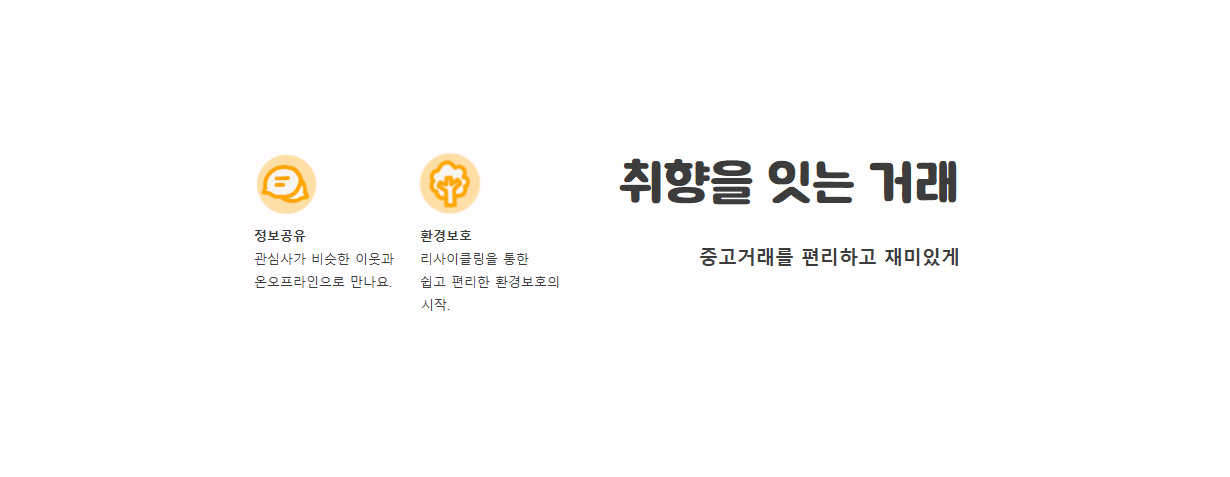 정보공유
관심사가 비슷한 이웃과
온오프라인으로 만나요.
환경보호
리사이클링을 통한
쉽고 편리한 환경보호의
시작.
취향을 잇는 거래
중고거래를 편리하고 재미있게